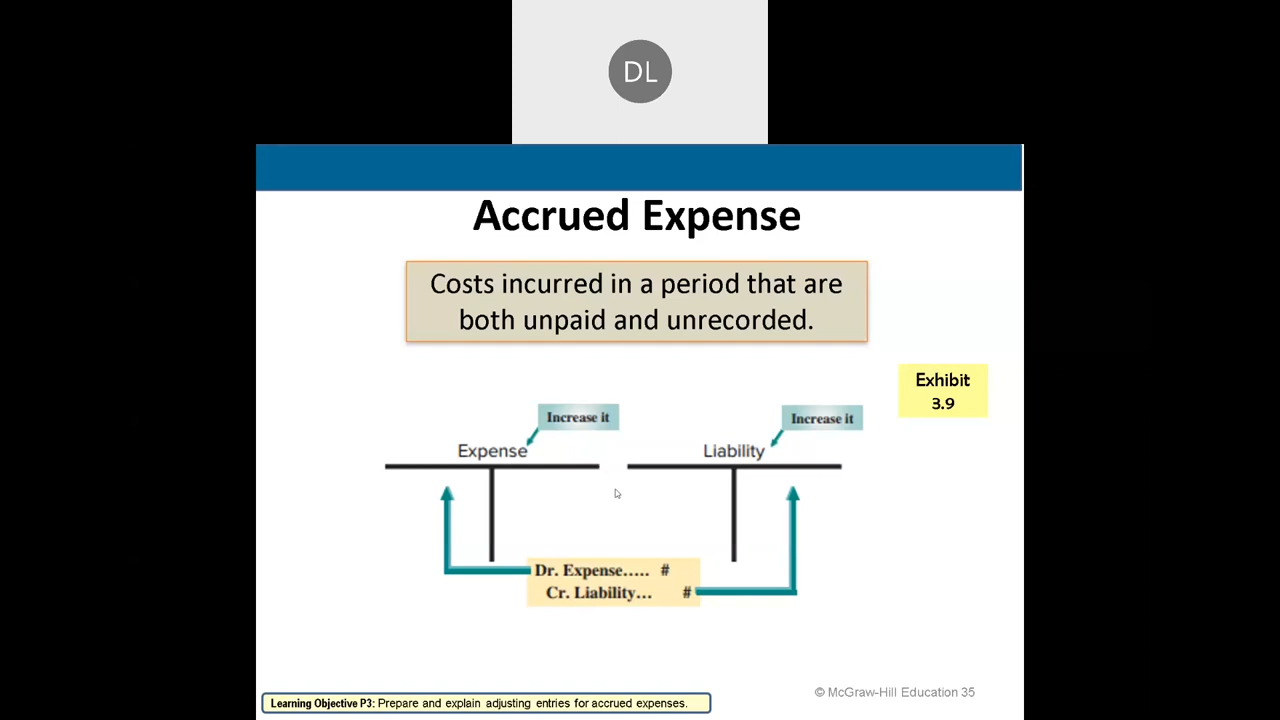 DL
Accrued Expense
Costs incurred in a period that are
both unpaid and unrecorded.
Exhibit
3.9
Increase it
Increase it
Expense
Liability
Dr. Expense..... #
Cr. Liability... #
© McGraw-Hill Education 35
Learning Objective P3: Prepare and explain adjusting entries for accrued expenses.